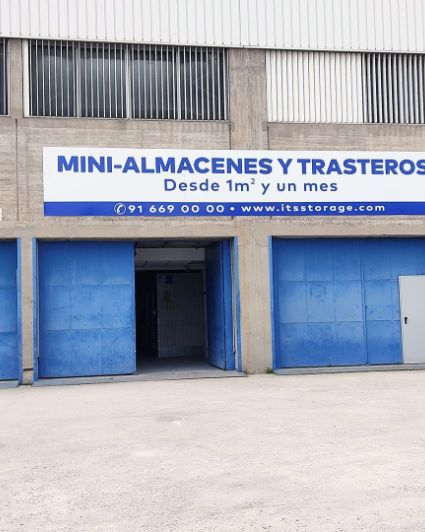 MINI-ALMACENES Y TRASTEROS
Desde 1m² y un mes
91 669 00 00 • www.itsstorage.com